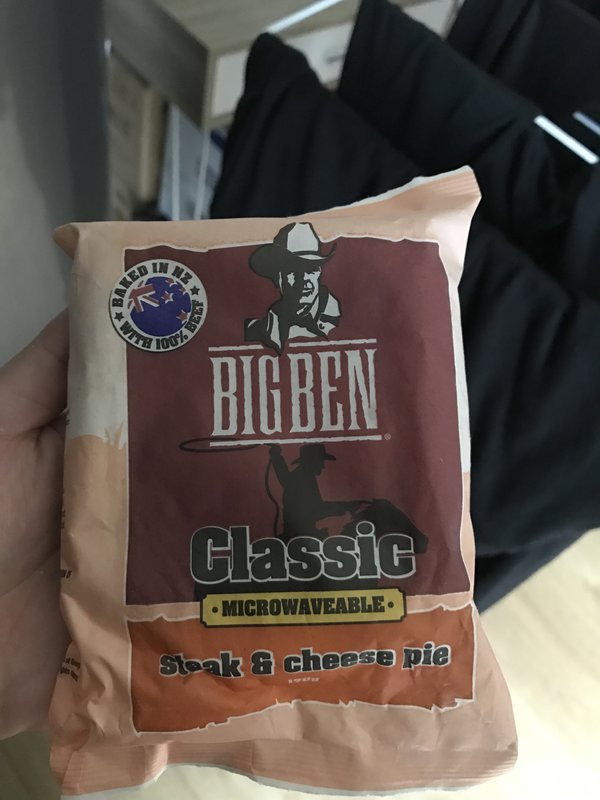 BAKED IN NZ
WITH 100% BEEF
BIG BEN
®
Classic
• MICROWAVEABLE •
Steak & cheese pie